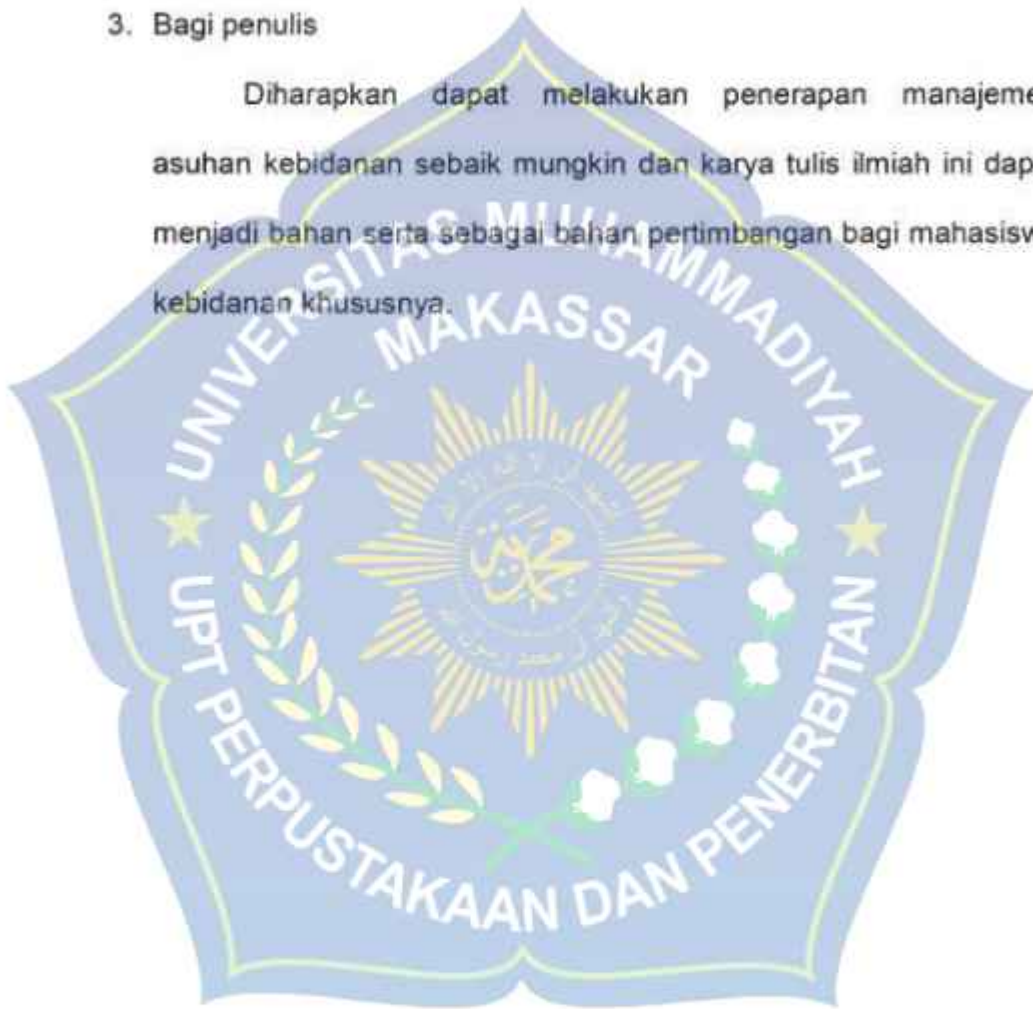 3. Bagi penulis
Diharapkan dapat melakukan penerapan manajeme
asuhan kebidanan sebaik mungkin dan karya tulis ilmiah ini dap
menjadi bahan serta sebagai bahan pertimbangan bagi mahasisw
kebidanan khususnya.
UNIVERSITAS MUHAMMADIYAH
MAKASSAR
محمد
UPT PERPUSTAKAAN DAN PENERBITAN